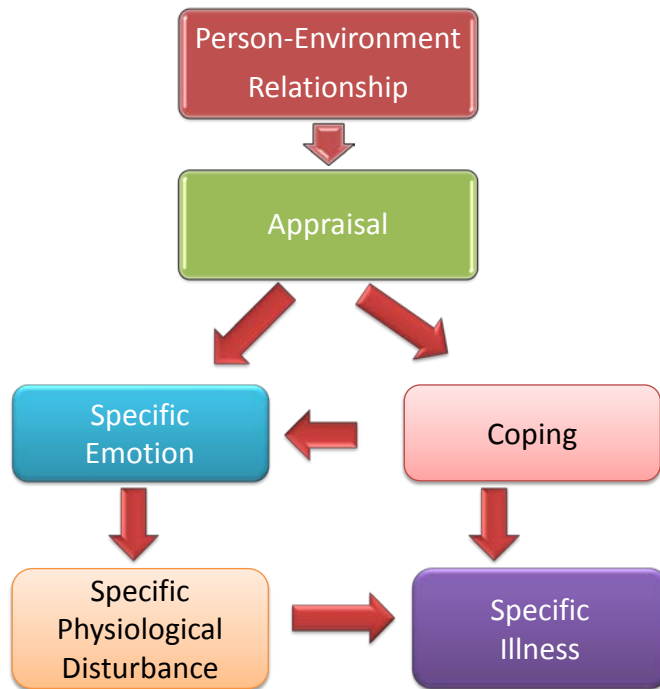 Person-Environment
Relationship
Appraisal
Specific
Emotion
Coping
Specific
Physiological
Disturbance
Specific
Illness